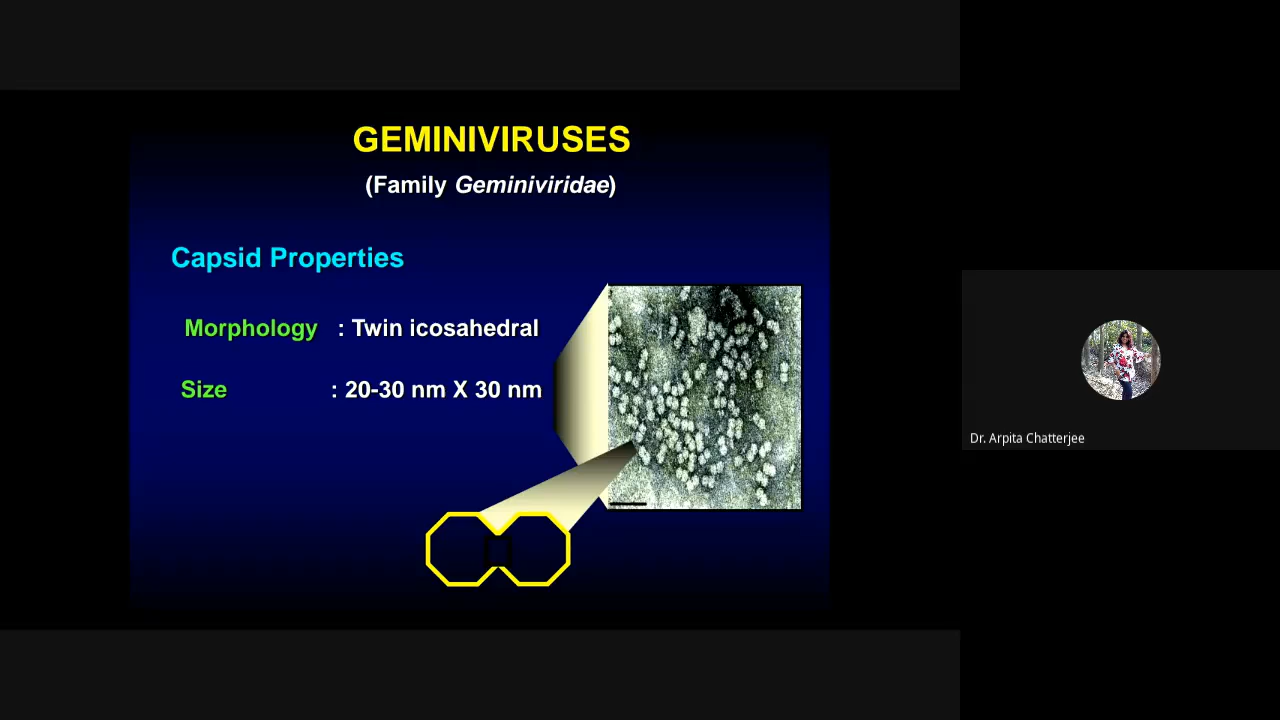 GEMINIVIRUSES
(Family Geminiviridae)
Capsid Properties
Morphology : Twin icosahedral
Size : 20-30 nm X 30 nm
Dr. Arpita Chatterjee